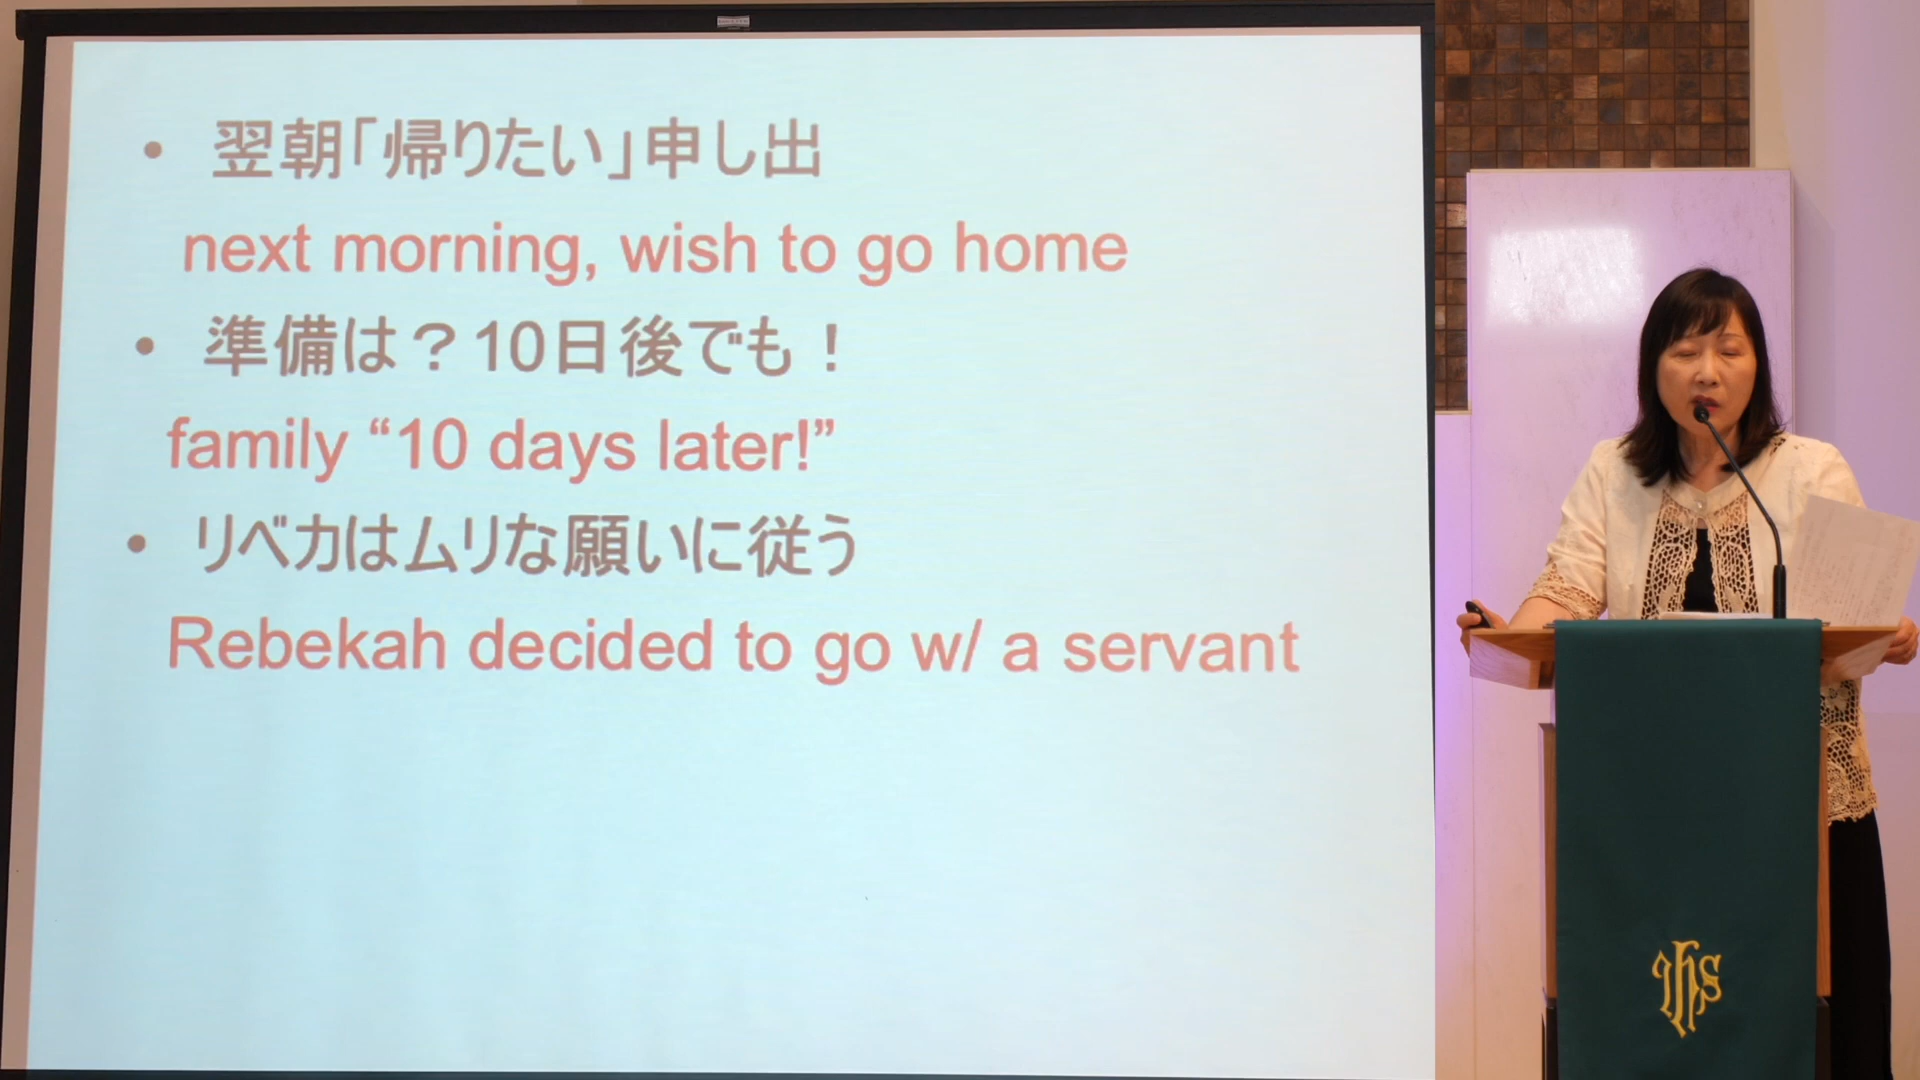 • 翌朝「帰りたい」申し出
next morning, wish to go home
• 準備は？10日後でも！
family “10 days later!”
• リベカはムリな願いに従う
Rebekah decided to go w/ a servant
IHS